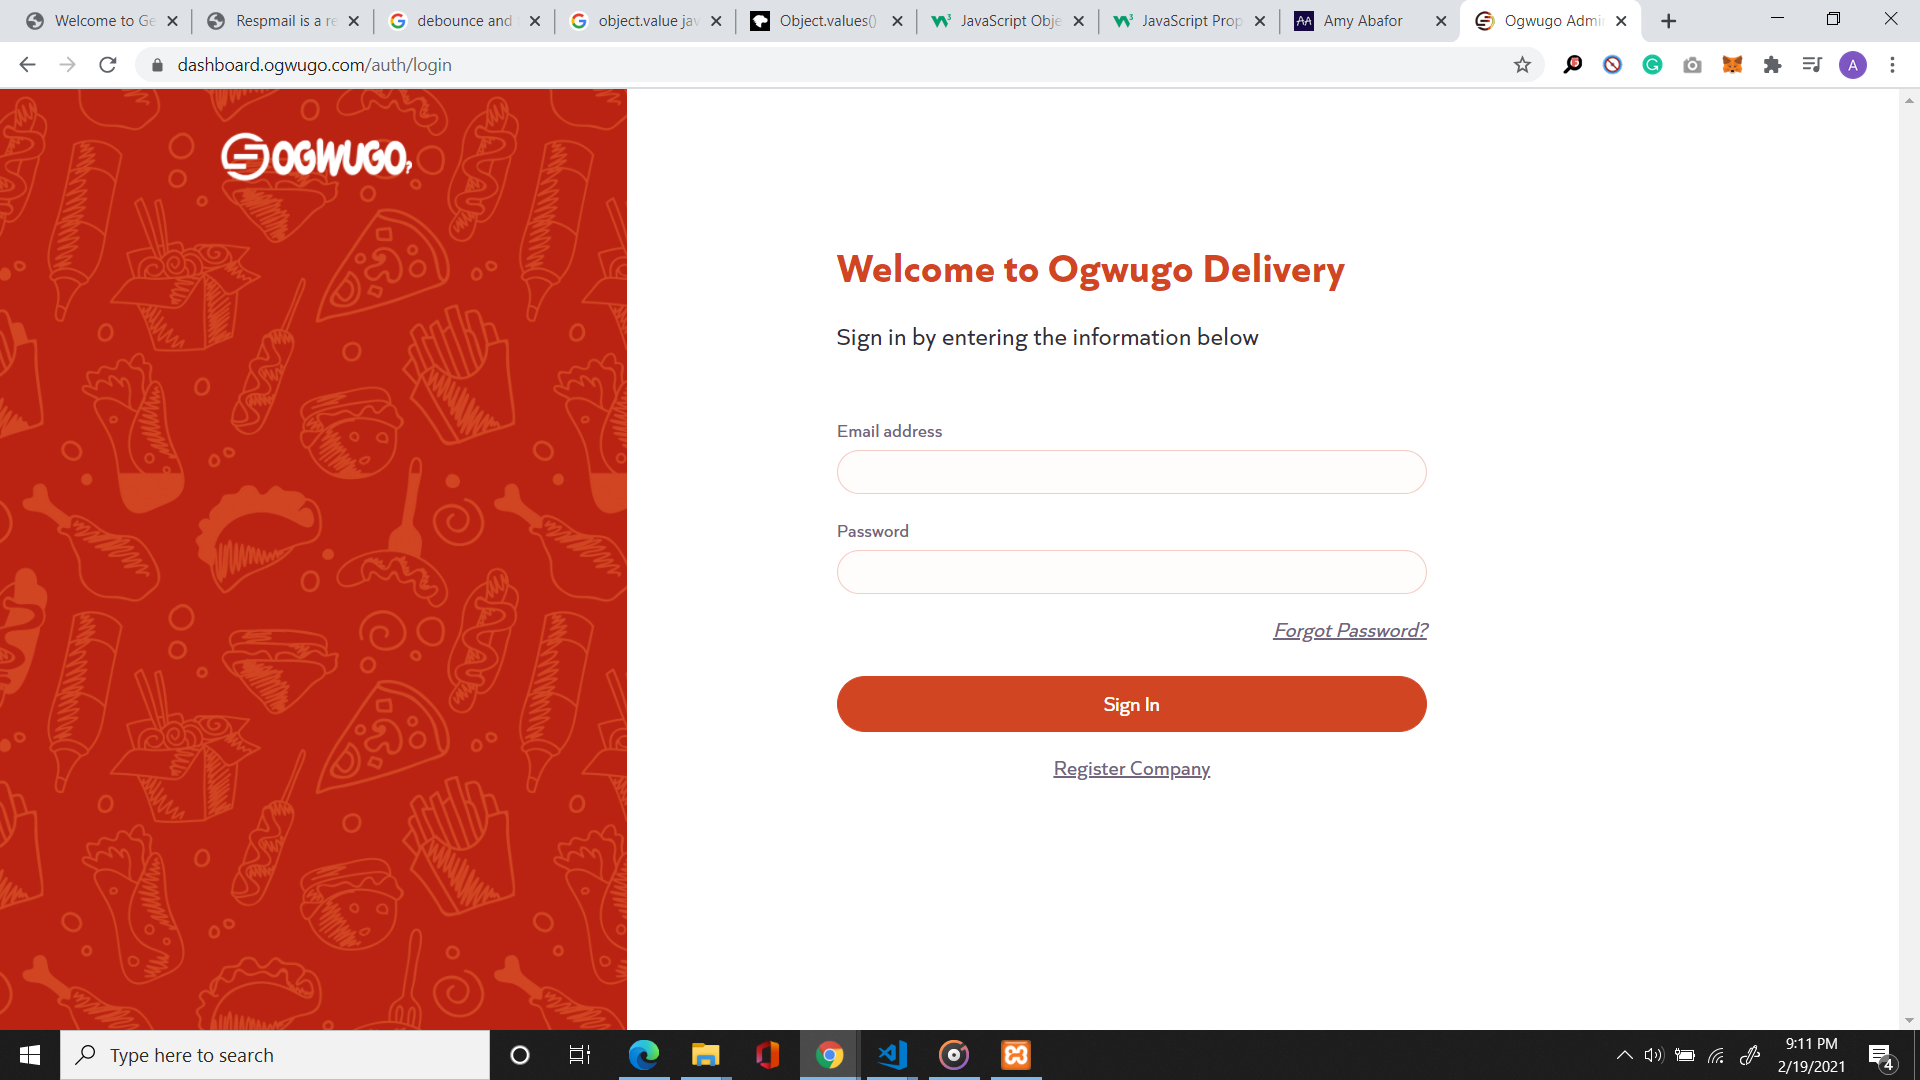 Welcome to Ge
Respmail is a re
debounce and
object.value jav
Object.values()
JavaScript Obje
JavaScript Prop
Amy Abafor
Ogwugo Admi
dashboard.ogwugo.com/auth/login
OGWUGO?
Welcome to Ogwugo Delivery
Sign in by entering the information below
Email address
Password
Forgot Password?
Sign In
Register Company
Type here to search
9:11 PM
2/19/2021
4